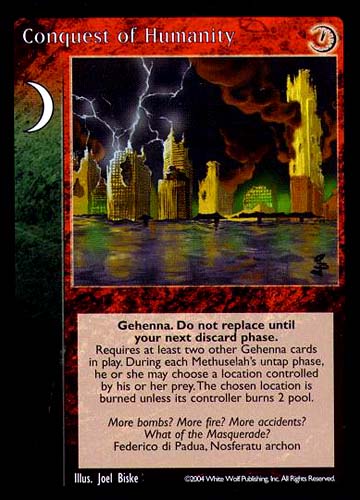 Conquest of Humanity
Gehenna. Do not replace until
your next discard phase.
Requires at least two other Gehenna cards
in play. During each Methuselah's untap phase,
he or she may choose a location controlled
by his or her prey. The chosen location is
burned unless its controller burns 2 pool.
More bombs? More fire? More accidents?
What of the Masquerade?
Federico di Padua, Nosferatu archon
Illus. Joel Biske
©2004 White Wolf Publishing, Inc. All Rights Reserved.